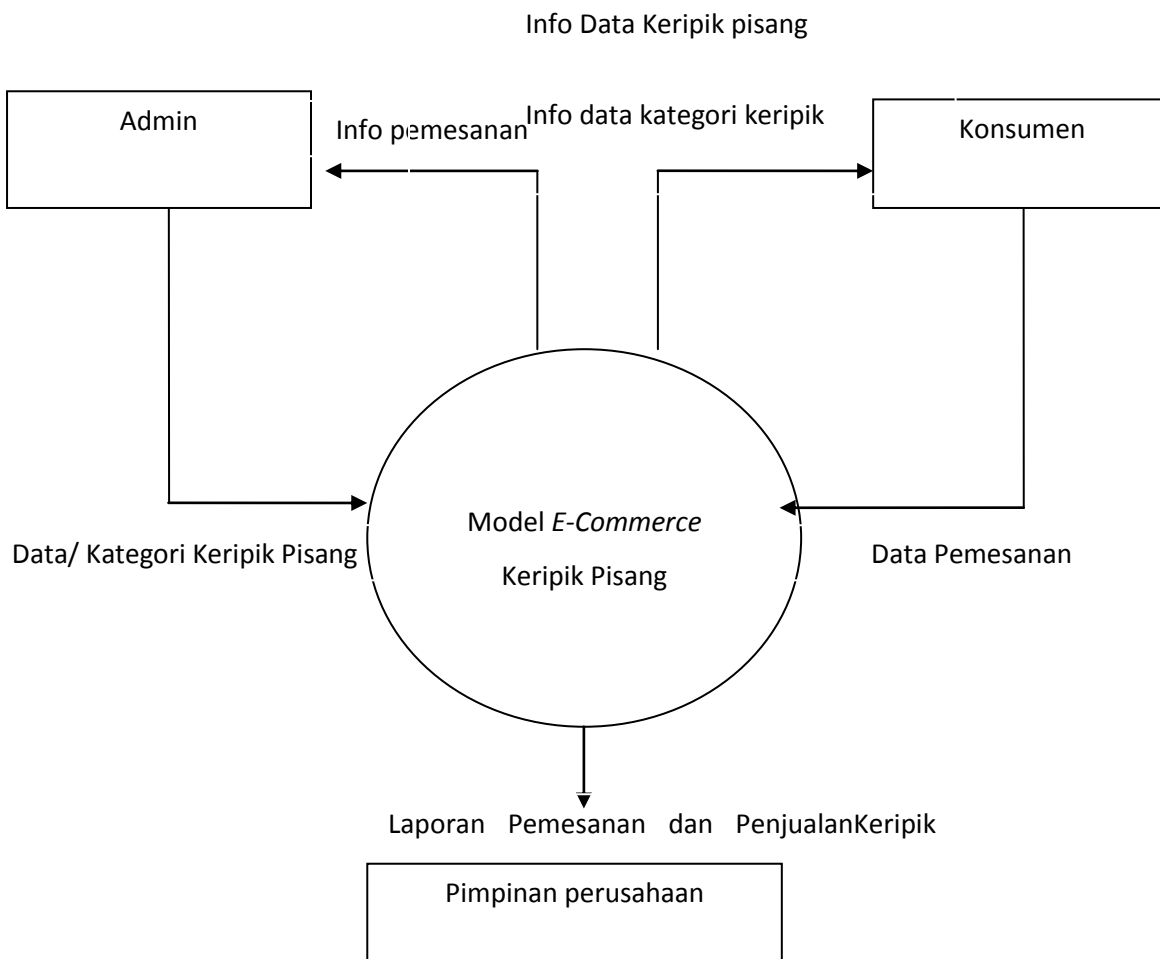 Info Data Keripik pisang
Admin
Info pemesanan
Info data kategori keripik
Konsumen
Model E-Commerce
Keripik Pisang
Data/ Kategori Keripik Pisang
Data Pemesanan
Laporan Pemesanan dan PenjualanKeripik
Pimpinan perusahaan